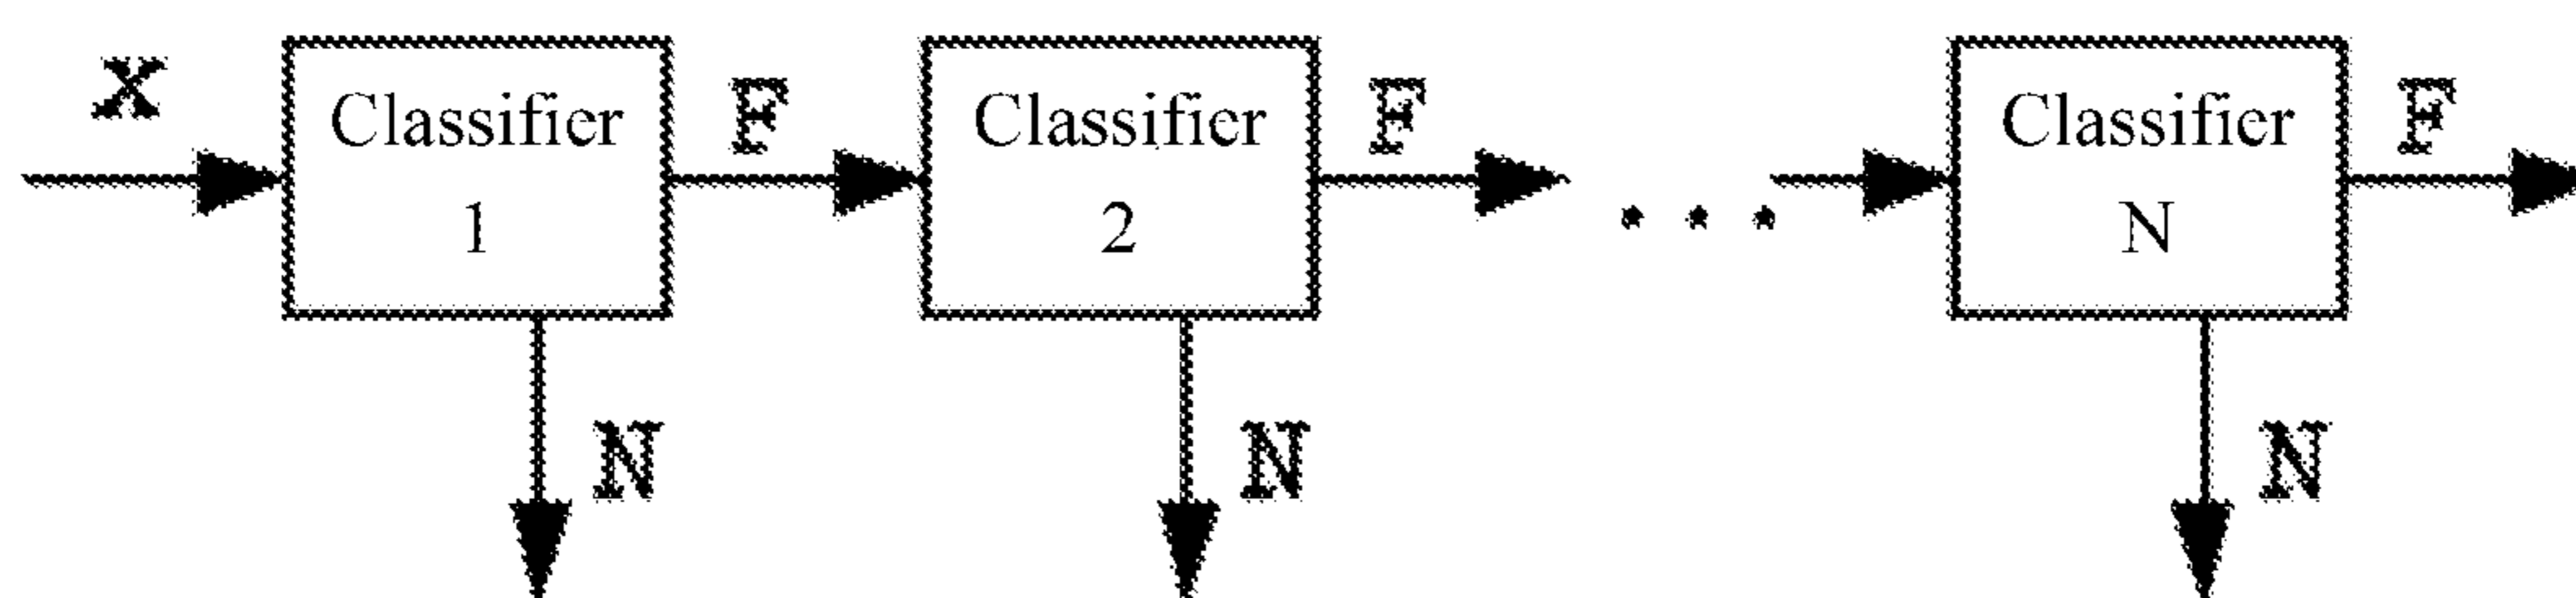 x
Classifier
1
F
Classifier
2
F
...
Classifier
N
F
N
N
N